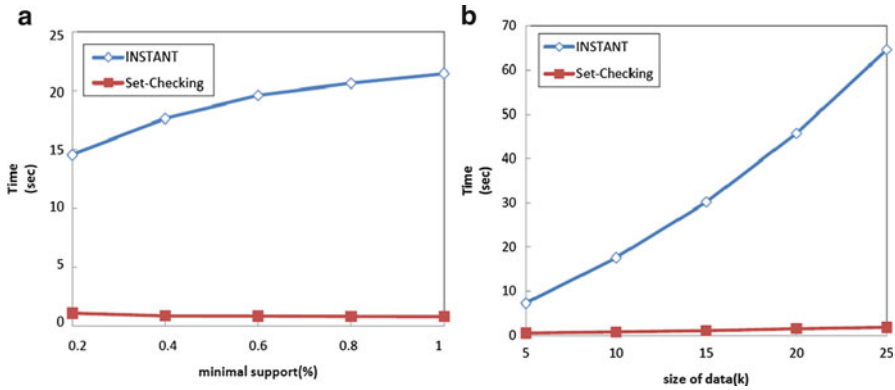 a
25
20
15
10
5
0
Time
(sec)
INSTANT
Set-Checking
0.2 0.4 0.6 0.8 1
minimal support(%)
b
70
60
50
40
30
20
10
0
Time
(sec)
INSTANT
Set-Checking
5 10 15 20 25
size of data(k)